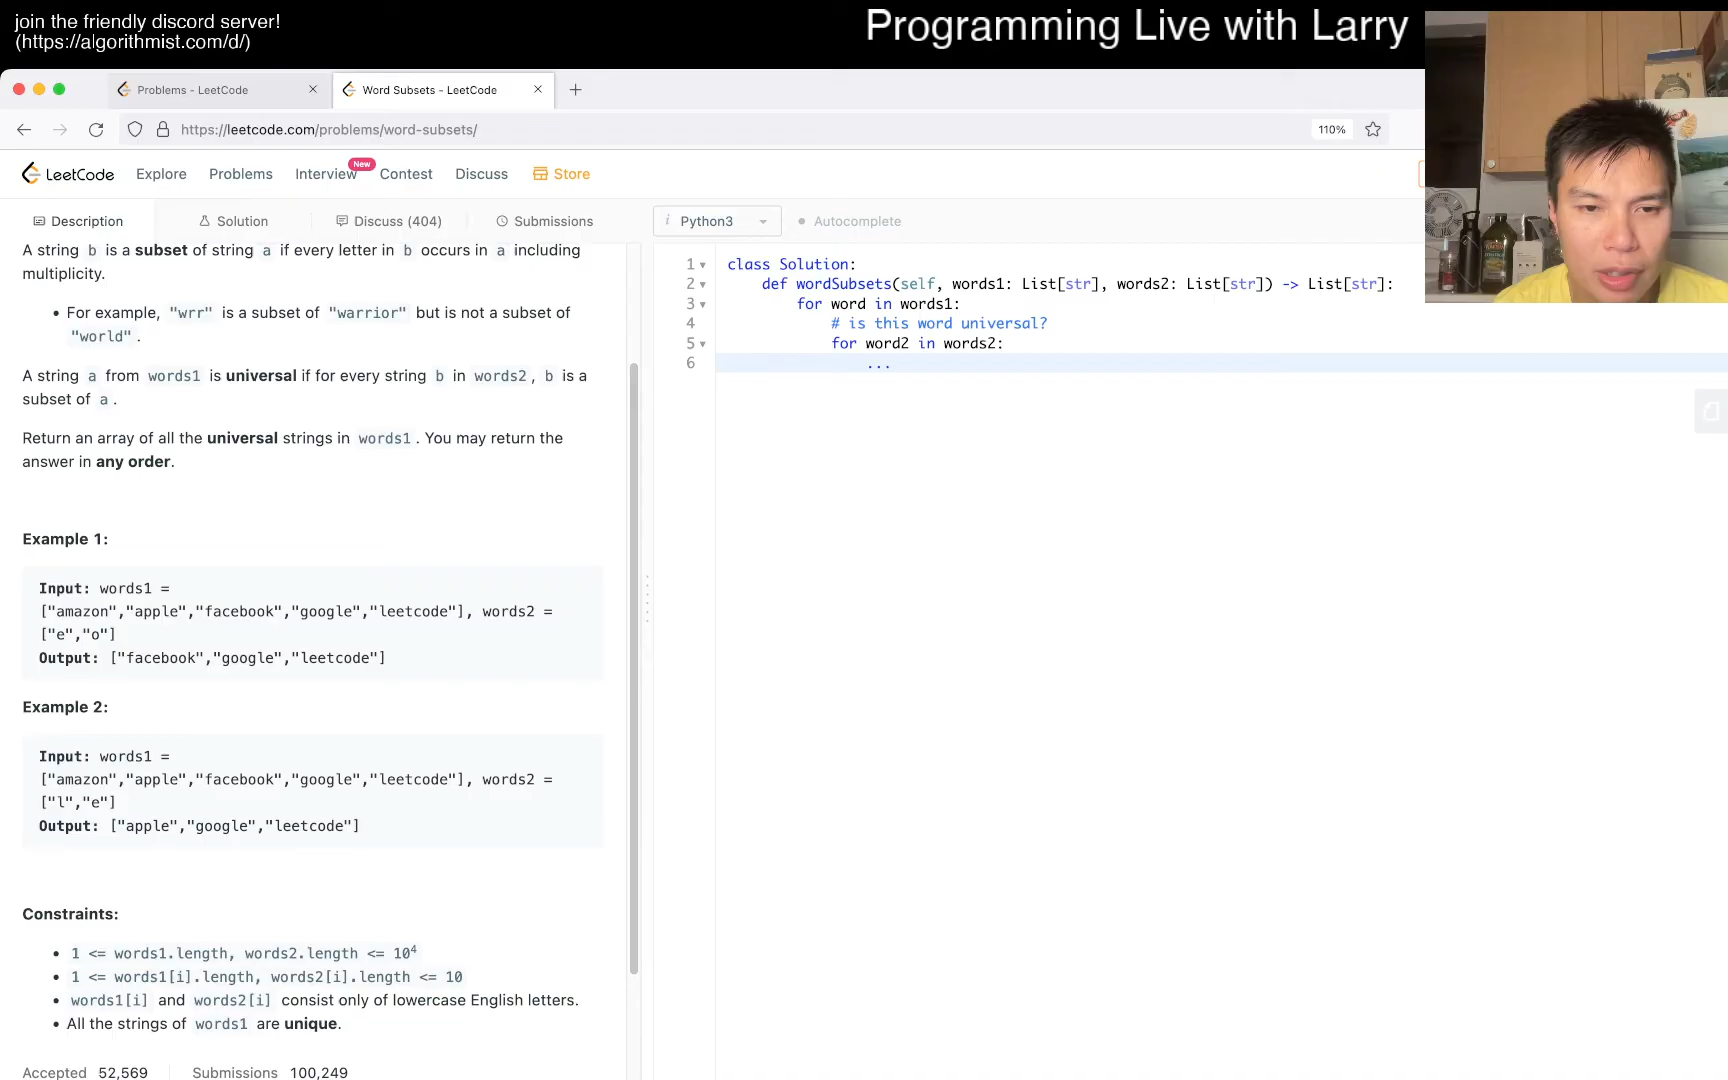 join the friendly discord server!
(https://algorithmist.com/d/)
Programming Live with Larry
Problems - LeetCode
Word Subsets - LeetCode
https://leetcode.com/problems/word-subsets/
110%
LeetCode
Explore
Problems
Interview
New
Contest
Discuss
Store
Description
Solution
Discuss (404)
Submissions
i Python3
Autocomplete
A string b is a subset of string a if every letter in b occurs in a including
multiplicity.
• For example, "wrr" is a subset of "warrior" but is not a subset of
"world" .
A string a from words1 is universal if for every string b in words2 , b is a
subset of a .
Return an array of all the universal strings in words1 . You may return the
answer in any order.
Example 1:
Input: words1 =
["amazon","apple","facebook","google","leetcode"], words2 =
["e","o"]
Output: ["facebook","google","leetcode"]
Example 2:
Input: words1 =
["amazon","apple","facebook","google","leetcode"], words2 =
["l","e"]
Output: ["apple","google","leetcode"]
Constraints:
• 1 <= words1.length, words2.length <= 10⁴
• 1 <= words1[i].length, words2[i].length <= 10
• words1[i] and words2[i] consist only of lowercase English letters.
• All the strings of words1 are unique.
Accepted 52,569
Submissions 100,249
1 class Solution:
2 def wordSubsets(self, words1: List[str], words2: List[str]) -> List[str]:
3 for word in words1:
4 # is this word universal?
5 for word2 in words2:
6 ...